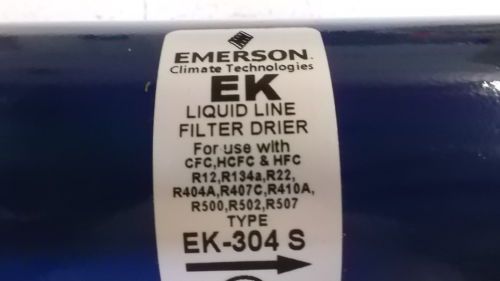 EMERSON.
Climate Technologies
EK
LIQUID LINE
FILTER DRIER
For use with
CFC,HCFC & HFC
R12,R134a,R22,
R404A,R407C,R410A,
R500,R502,R507
TYPE
EK-304 S